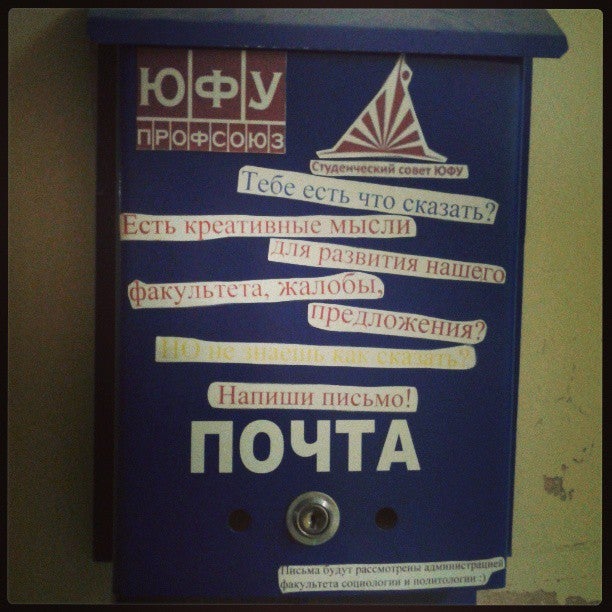 ЮФУ
ПРОФСОЮЗ
Студенческий совет ЮФУ
Тебе есть что сказать?
Есть креативные мысли
для развития нашего
факультета, жалобы,
предложения?
НО не знаешь как сказать?
Напиши письмо!
ПОЧТА
Письма будут рассмотрены администрацией
факультета социологии и политологии :)